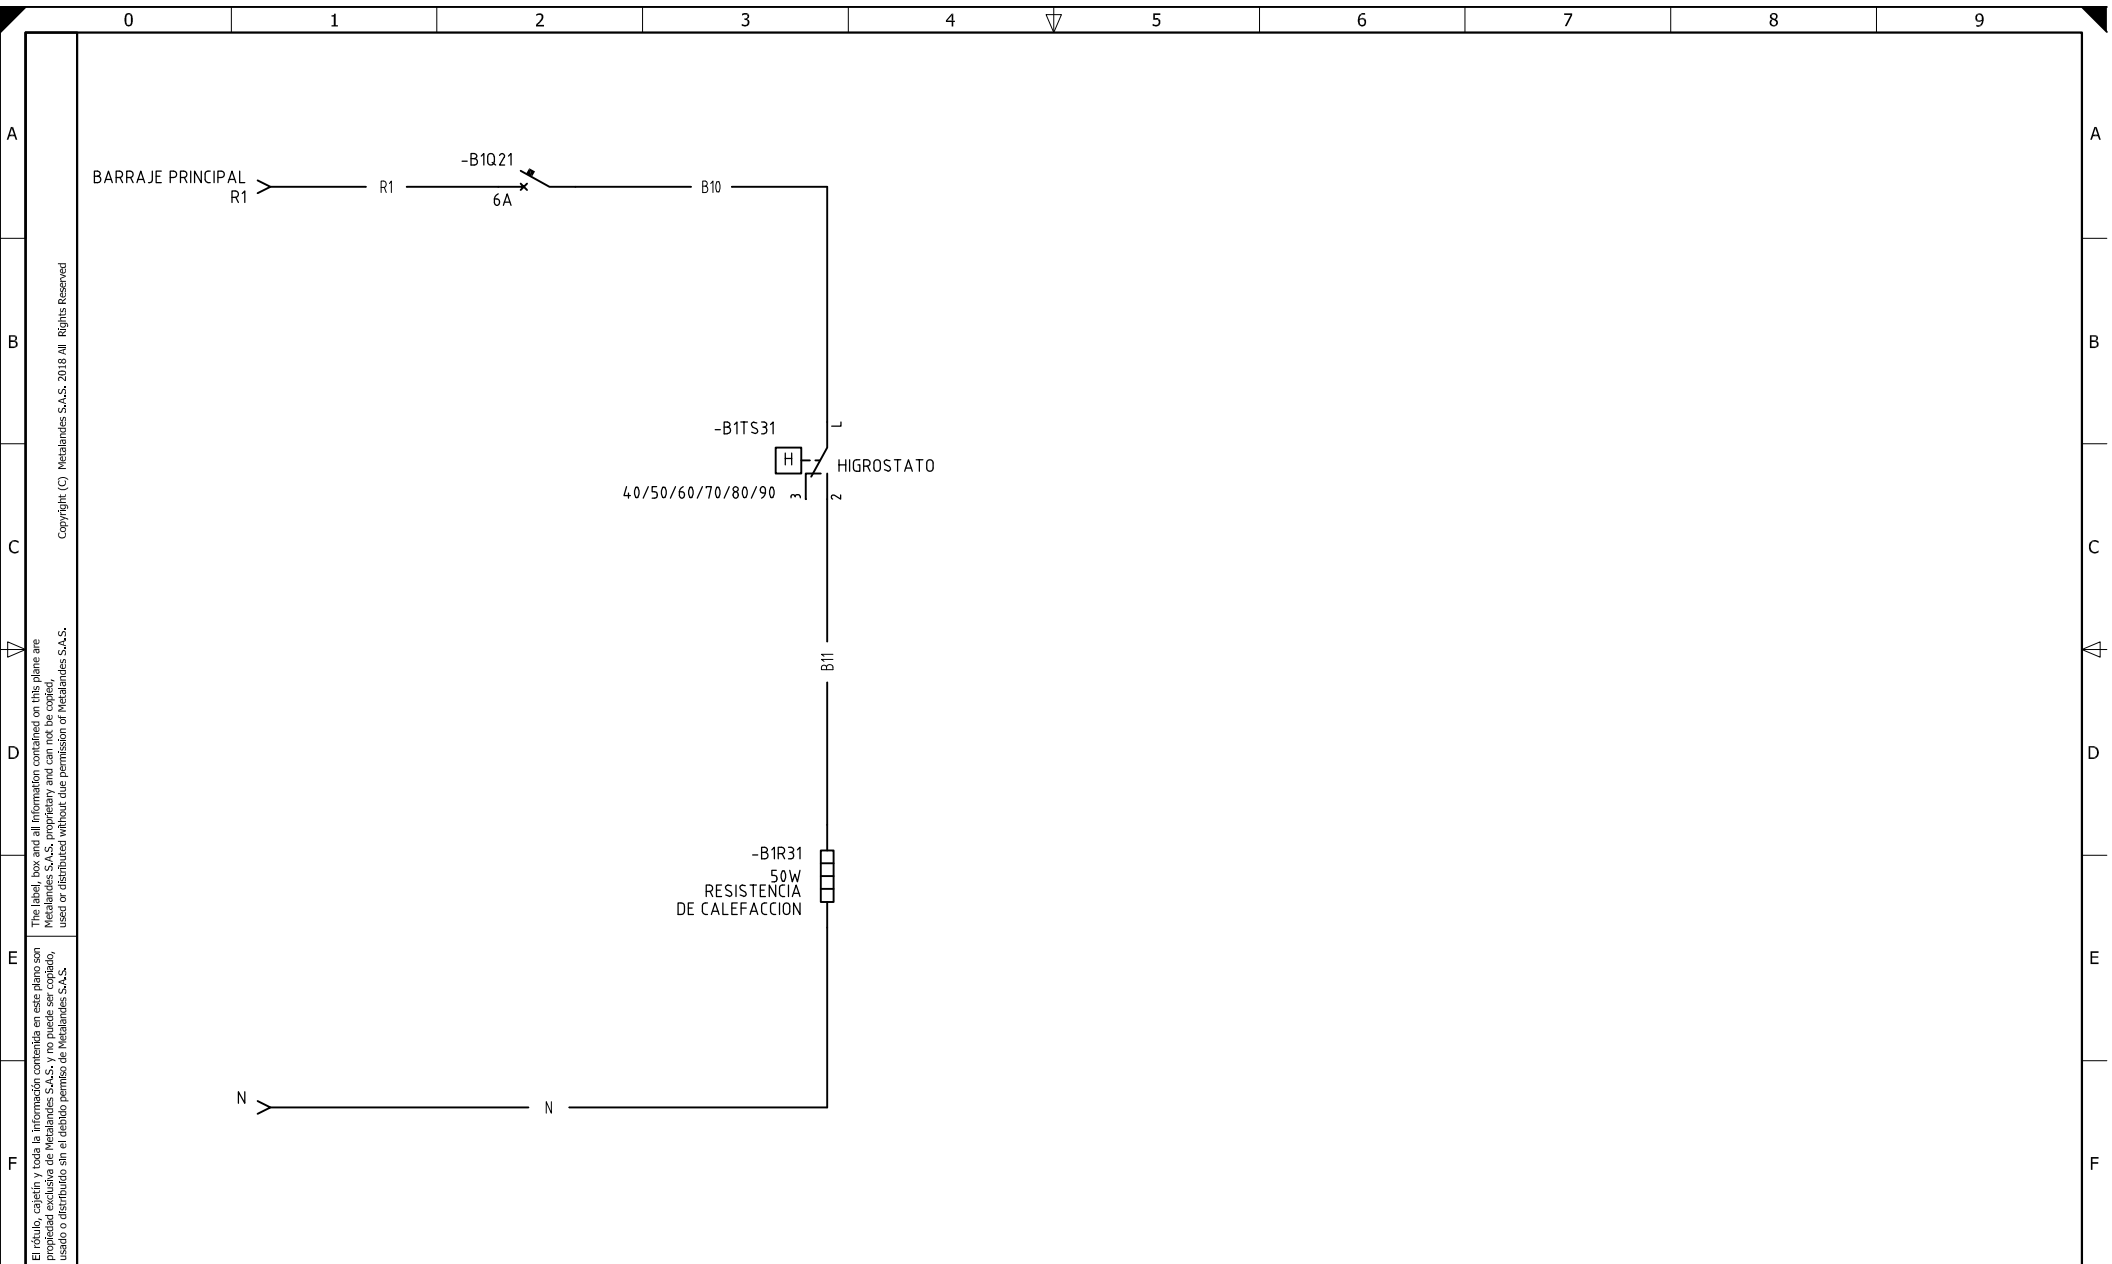 0 1 2 3 4 5 6 7 8 9
A A
-B1Q21
BARRAJE PRINCIPAL
R1
R1
B10
6A
B B
-B1TS31
L
H
HIGROSTATO
40/50/60/70/80/90
3
2
C C
B11
D D
-B1R31
50W
RESISTENCIA
DE CALEFACCION
E E
N
N
F F
Copyright (C) Metalandes S.A.S. 2018 All Rights Reserved
The label, box and all information contained on this plane are
Metalandes S.A.S. proprietary and can not be copied,
used or distributed without due permission of Metalandes S.A.S.
El rótulo, cajetín y toda la información contenida en este plano son
propiedad exclusiva de Metalandes S.A.S. y no puede ser copiado,
usado o distribuido sin el debido permiso de Metalandes S.A.S.